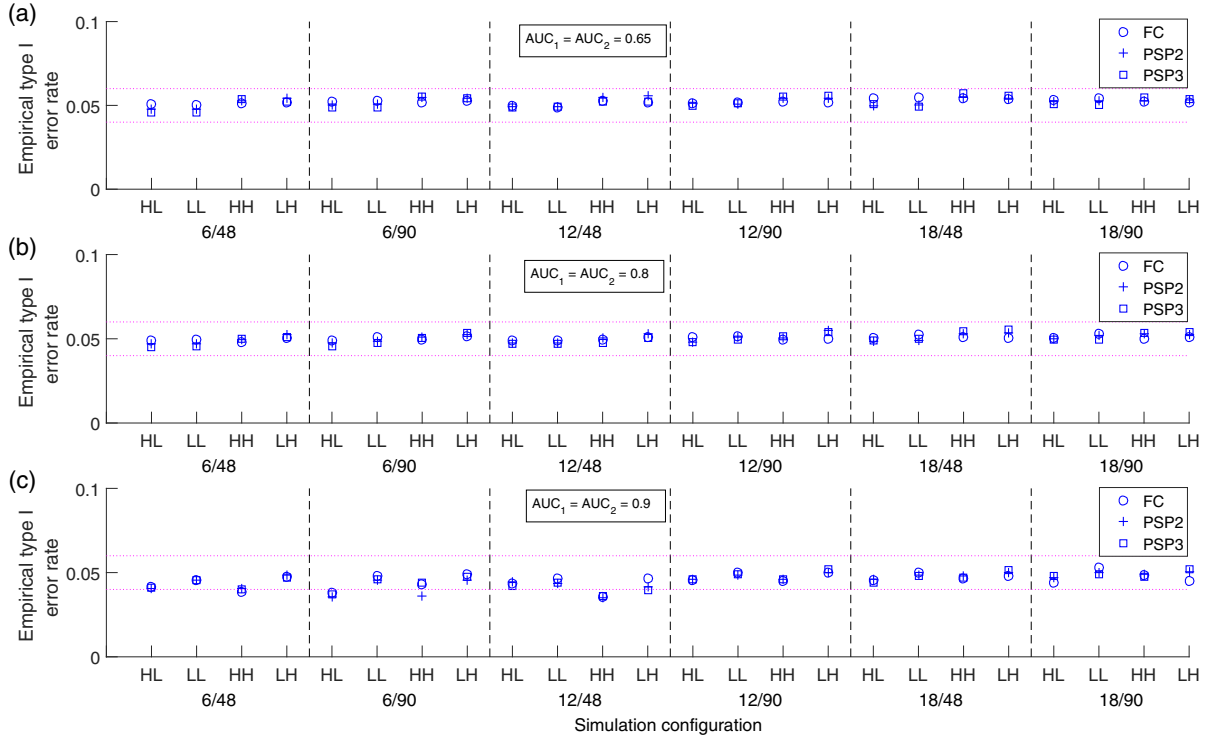 (a)
0.1
0.05
0
Empirical type I
error rate
AUC₁ = AUC₂ = 0.65
FC
PSP2
PSP3
HL LL HH LH HL LL HH LH HL LL HH LH HL LL HH LH HL LL HH LH HL LL HH LH
6/48 6/90 12/48 12/90 18/48 18/90
(b)
0.1
0.05
0
Empirical type I
error rate
AUC₁ = AUC₂ = 0.8
FC
PSP2
PSP3
HL LL HH LH HL LL HH LH HL LL HH LH HL LL HH LH HL LL HH LH HL LL HH LH
6/48 6/90 12/48 12/90 18/48 18/90
(c)
0.1
0.05
0
Empirical type I
error rate
AUC₁ = AUC₂ = 0.9
FC
PSP2
PSP3
HL LL HH LH HL LL HH LH HL LL HH LH HL LL HH LH HL LL HH LH HL LL HH LH
6/48 6/90 12/48 12/90 18/48 18/90
Simulation configuration